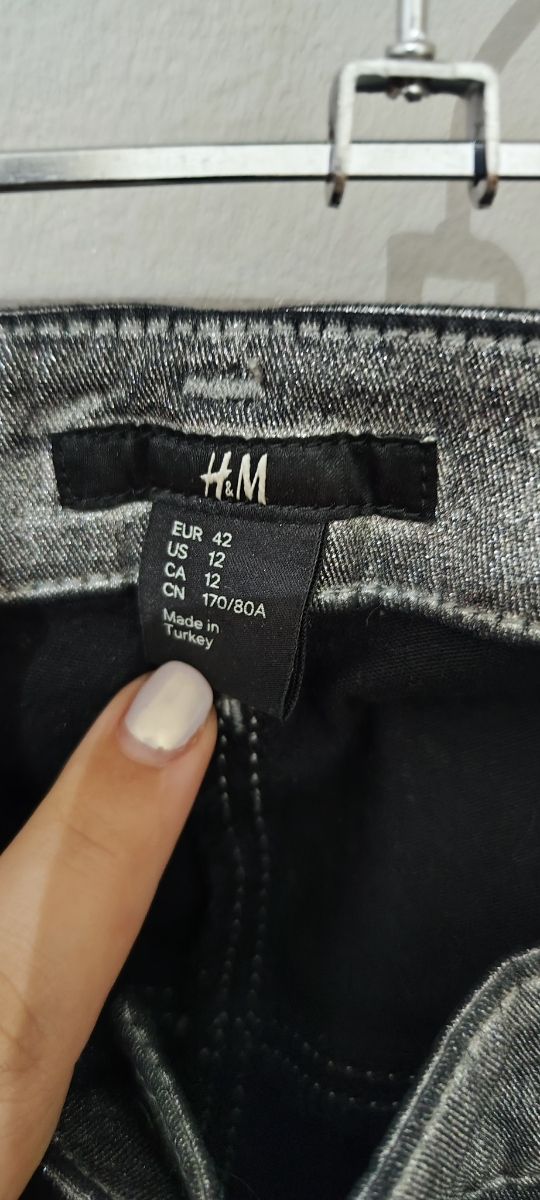 H&M
EUR 42
US 12
CA 12
CN 170/80A
Made in
Turkey